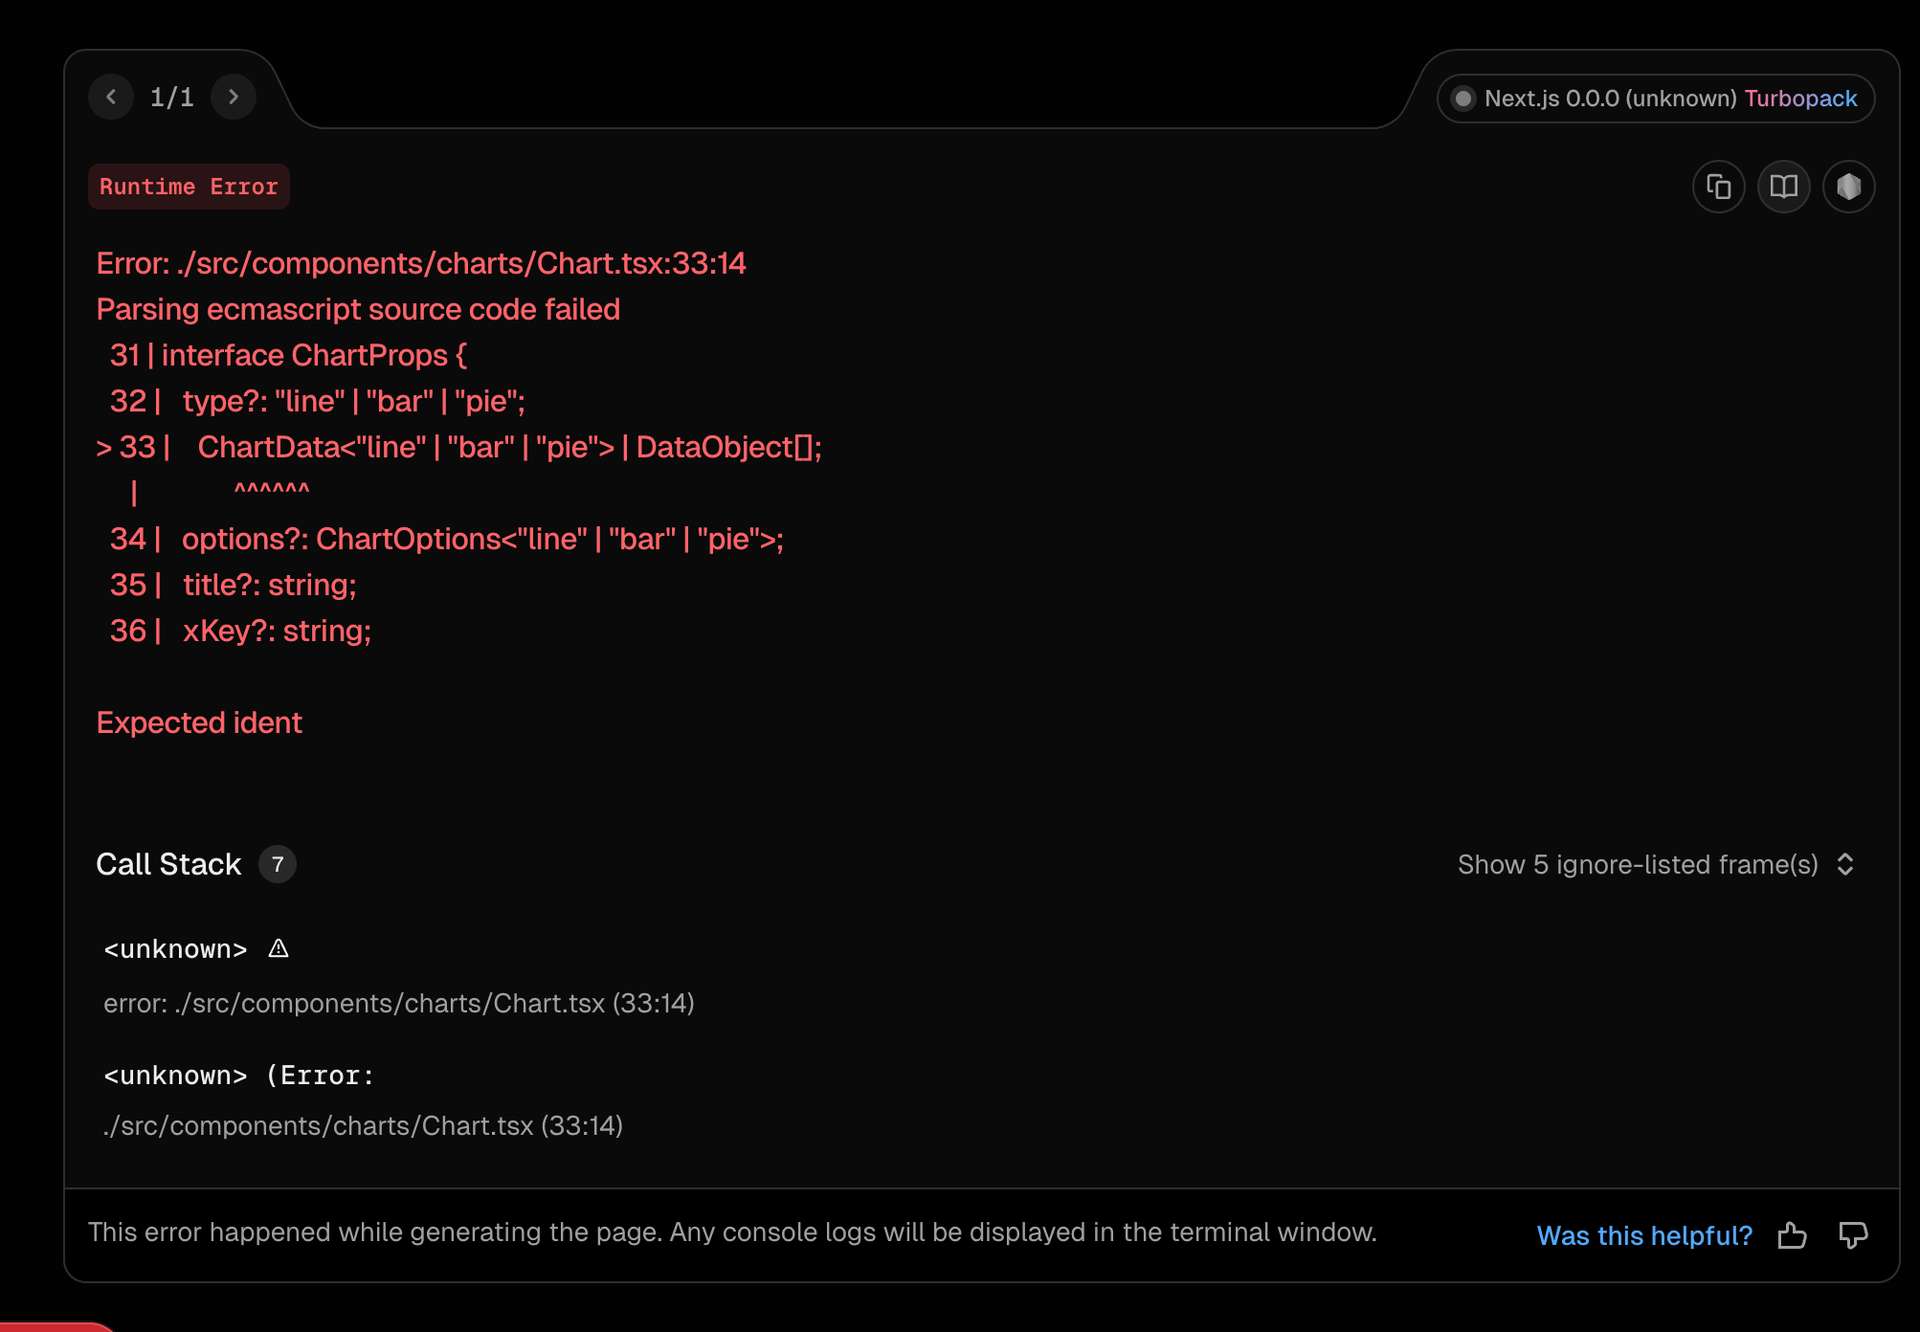 1/1
Next.js 0.0.0 (unknown) Turbopack
Runtime Error
Error: ./src/components/charts/Chart.tsx:33:14
Parsing ecmascript source code failed
31 | interface ChartProps {
32 | type?: "line" | "bar" | "pie";
> 33 | ChartData<"line" | "bar" | "pie"> | DataObject[];
| ^^^^^^
34 | options?: ChartOptions<"line" | "bar" | "pie">;
35 | title?: string;
36 | xKey?: string;
Expected ident
Call Stack 7
Show 5 ignore-listed frame(s)
<unknown>
error: ./src/components/charts/Chart.tsx (33:14)
<unknown> (Error:
./src/components/charts/Chart.tsx (33:14)
This error happened while generating the page. Any console logs will be displayed in the terminal window.
Was this helpful?